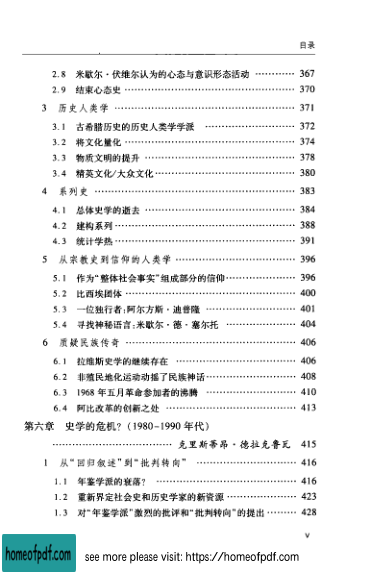 目录
2.8 米歇尔·伏维尔认为的心态与意识形态活动 ………… 367
2.9 结束心态史 ………… 370
3 历史人类学 ………… 371
3.1 古希腊历史的历史人类学学派 ………… 372
3.2 将文化量化 ………… 374
3.3 物质文明的提升 ………… 378
3.4 精英文化/大众文化 ………… 380
4 系列史 ………… 383
4.1 总体史学的逝去 ………… 384
4.2 建构系列 ………… 388
4.3 统计学热 ………… 391
5 从宗教史到信仰的人类学 ………… 396
5.1 作为“整体社会事实”组成部分的信仰 ………… 396
5.2 比西埃团体 ………… 400
5.3 一位独行者:阿尔方斯·迪普隆 ………… 401
5.4 寻找神秘语言:米歇尔·德·塞尔托 ………… 404
6 质疑民族传奇 ………… 406
6.1 拉维斯史学的继续存在 ………… 406
6.2 非殖民地化运动动摇了民族神话 ………… 408
6.3 1968 年五月革命参加者的沸腾 ………… 410
6.4 阿比改革的创新之处 ………… 413
第六章 史学的危机? (1980-1990 年代)
………… 克里斯蒂昂·德拉克鲁瓦 415
1 从“回归叙述”到“批判转向” ………… 416
1.1 年鉴学派的衰落? ………… 416
1.2 重新界定社会史和历史学家的新资源 ………… 423
1.3 对“年鉴学派”激烈的批评和“批判转向”的提出 ………… 428
v
homeofpdf.com
see more please visit: https://homeofpdf.com